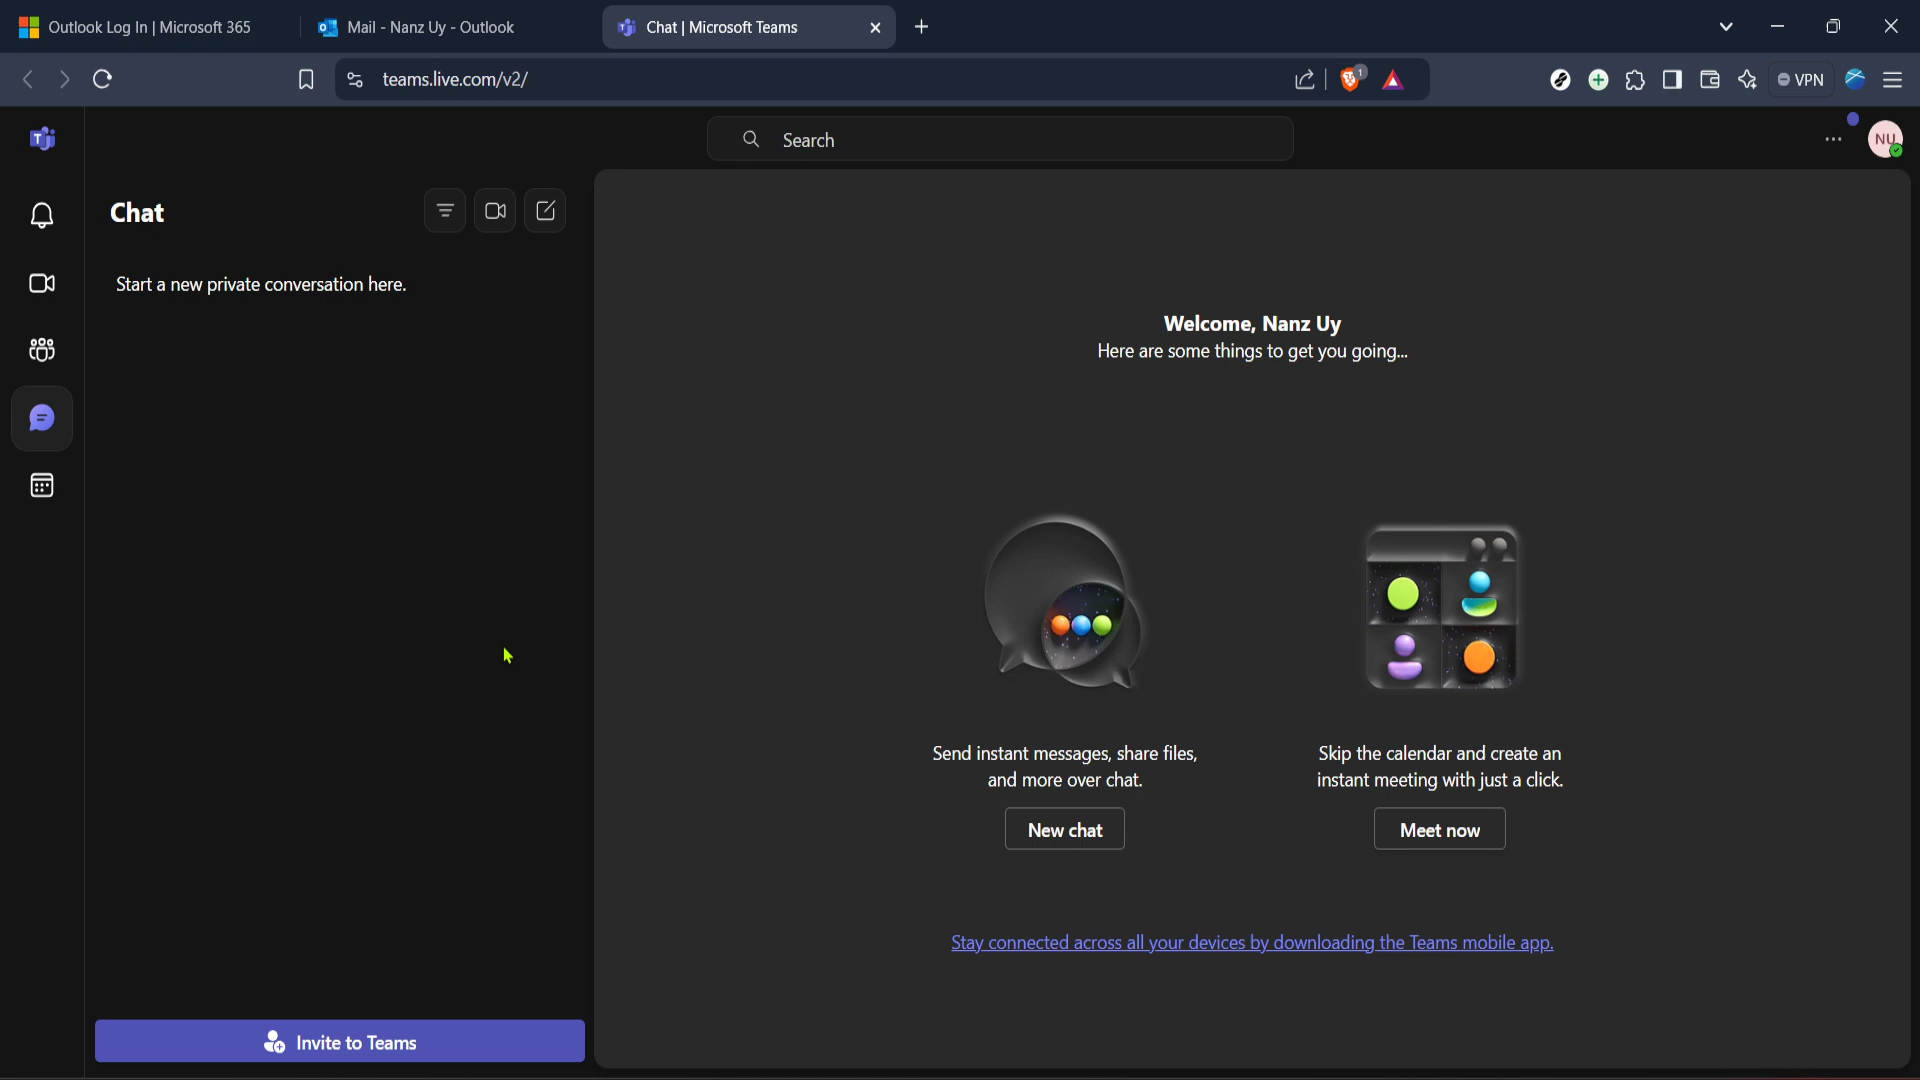 Outlook Log In | Microsoft 365
Mail - Nanz Uy - Outlook
Chat | Microsoft Teams
teams.live.com/v2/
1
VPN
Search
NU
Chat
Start a new private conversation here.
Welcome, Nanz Uy
Here are some things to get you going...
Send instant messages, share files,
and more over chat.
New chat
Skip the calendar and create an
instant meeting with just a click.
Meet now
Stay connected across all your devices by downloading the Teams mobile app.
Invite to Teams